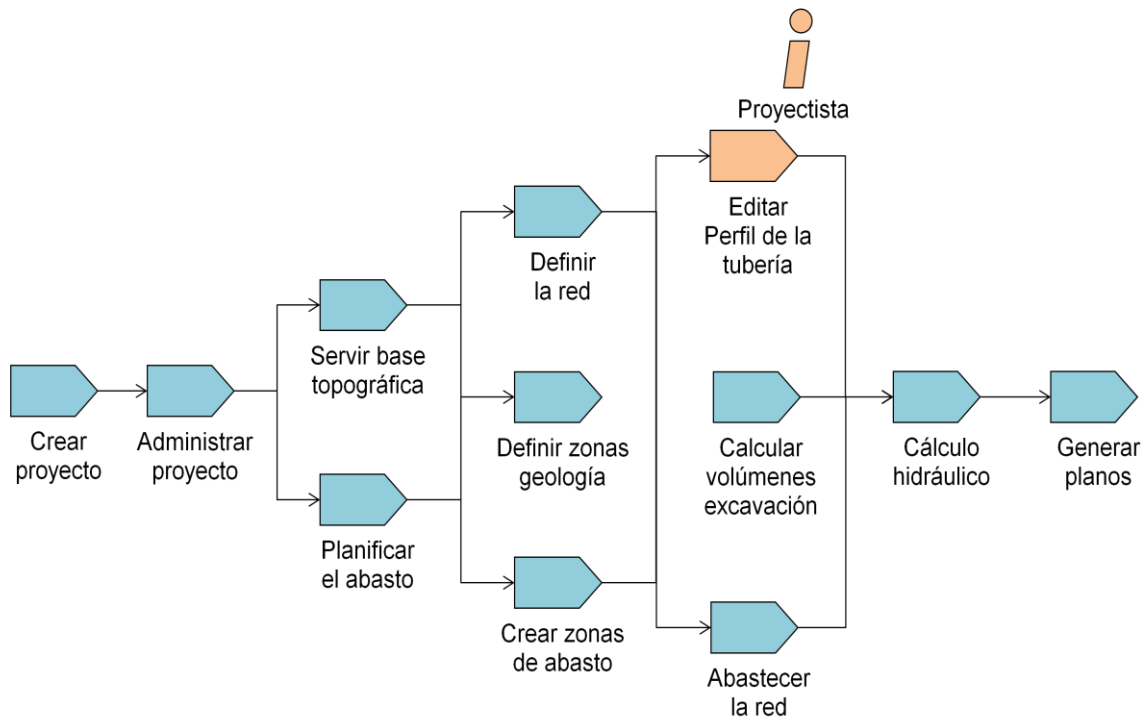 Proyectista
Editar
Perfil de la
tubería
Definir
la red
Servir base
topográfica
Crear
proyecto
Administrar
proyecto
Definir zonas
geología
Calcular
volúmenes
excavación
Cálculo
hidráulico
Generar
planos
Planificar
el abasto
Crear zonas
de abasto
Abastecer
la red